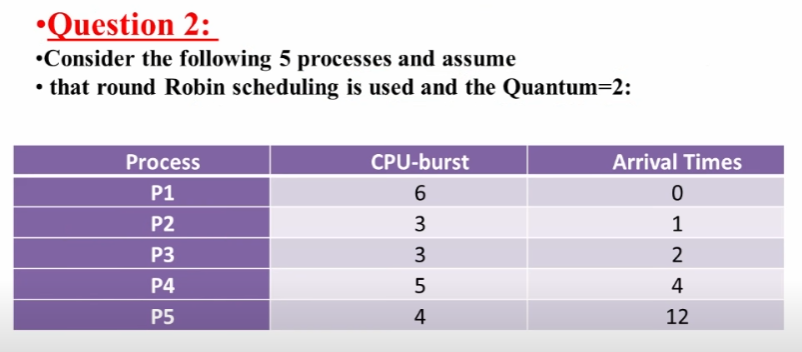 •Question 2:
•Consider the following 5 processes and assume
• that round Robin scheduling is used and the Quantum=2:
Process CPU-burst Arrival Times
P1 6 0
P2 3 1
P3 3 2
P4 5 4
P5 4 12